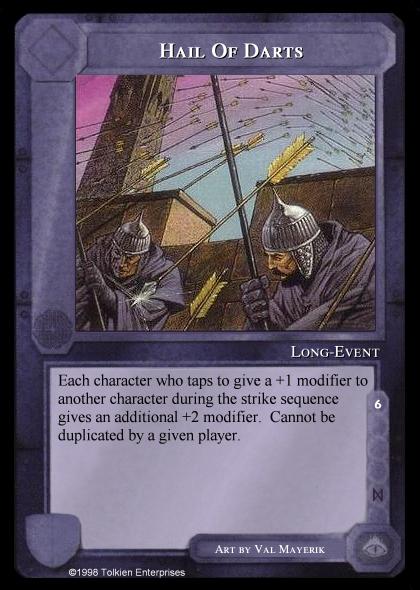 HAIL OF DARTS
LONG-EVENT
Each character who taps to give a +1 modifier to
another character during the strike sequence
gives an additional +2 modifier.  Cannot be
duplicated by a given player.
6
ART BY VAL MAYERIK
©1998 Tolkien Enterprises